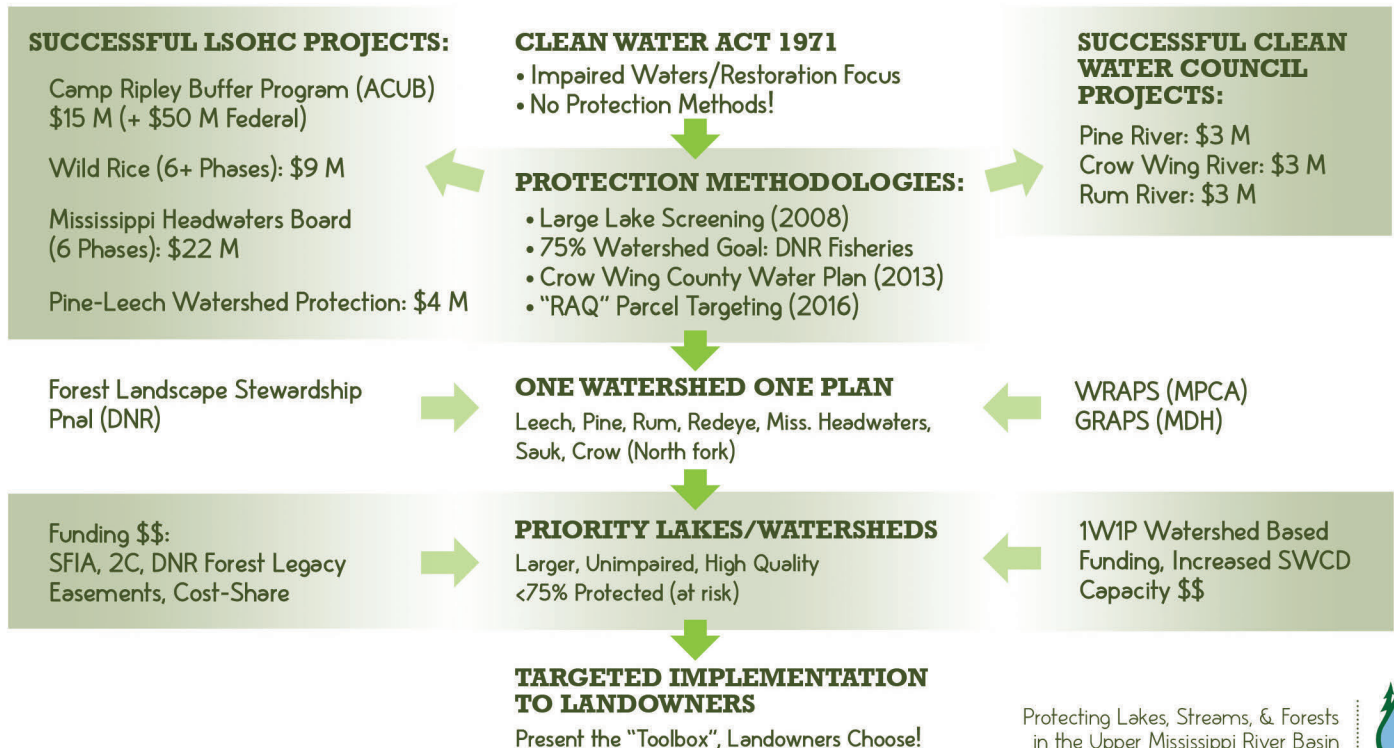 SUCCESSFUL LSOHC PROJECTS:
Camp Ripley Buffer Program (ACUB)
$15 M (+ $50 M Federal)
Wild Rice (6+ Phases): $9 M
Mississippi Headwaters Board
(6 Phases): $22 M
Pine-Leech Watershed Protection: $4 M
CLEAN WATER ACT 1971
• Impaired Waters/Restoration Focus
• No Protection Methods!
PROTECTION METHODOLOGIES:
• Large Lake Screening (2008)
• 75% Watershed Goal: DNR Fisheries
• Crow Wing County Water Plan (2013)
• "RAQ" Parcel Targeting (2016)
SUCCESSFUL CLEAN
WATER COUNCIL
PROJECTS:
Pine River: $3 M
Crow Wing River: $3 M
Rum River: $3 M
Forest Landscape Stewardship
Pnal (DNR)
ONE WATERSHED ONE PLAN
Leech, Pine, Rum, Redeye, Miss. Headwaters,
Sauk, Crow (North fork)
WRAPS (MPCA)
GRAPS (MDH)
Funding $$:
SFIA, 2C, DNR Forest Legacy
Easements, Cost-Share
PRIORITY LAKES/WATERSHEDS
Larger, Unimpaired, High Quality
<75% Protected (at risk)
1W1P Watershed Based
Funding, Increased SWCD
Capacity $$
TARGETED IMPLEMENTATION
TO LANDOWNERS
Present the "Toolbox", Landowners Choose!
Protecting Lakes, Streams, & Forests
in the Upper Mississippi River Basin